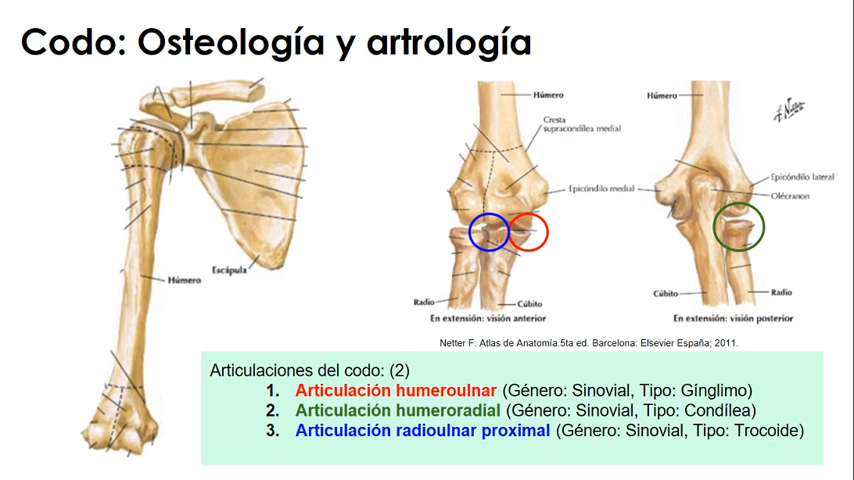 Codo: Osteología y artrología
Húmero
Escápula
Húmero
Cresta
supracondílea medial
Epicóndilo medial
Radio
Cúbito
En extensión: visión anterior
Húmero
Epicóndilo lateral
Olécranon
Cúbito
Radio
En extensión: visión posterior
Netter F. Atlas de Anatomía.5ta ed. Barcelona: Elsevier España; 2011.
Articulaciones del codo: (2)
1. Articulación humeroulnar (Género: Sinovial, Tipo: Gínglimo)
2. Articulación humeroradial (Género: Sinovial, Tipo: Condílea)
3. Articulación radioulnar proximal (Género: Sinovial, Tipo: Trocoide)